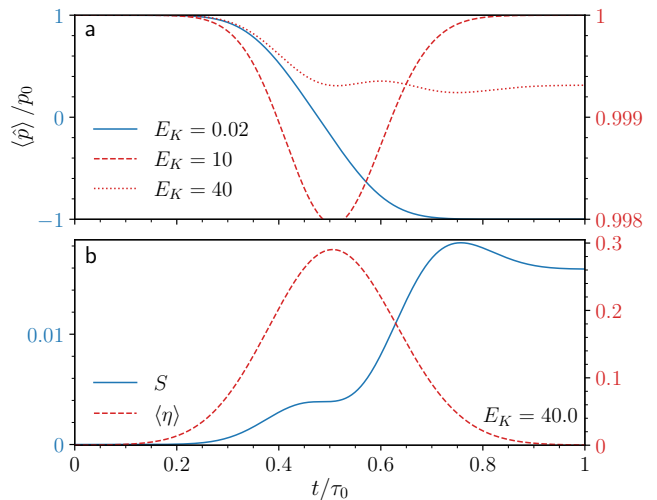 a
1
0
−1
⟨p̂⟩/p₀
1
0.999
0.998
E_K = 0.02
E_K = 10
E_K = 40
b
0.01
0
0.3
0.2
0.1
0
S
⟨η⟩
E_K = 40.0
0 0.2 0.4 0.6 0.8 1
t/τ₀